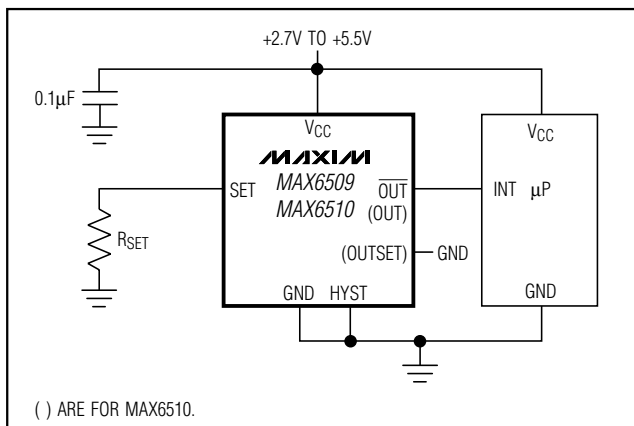 +2.7V TO +5.5V
0.1µF
VCC
VCC
MAXIM
MAX6509
MAX6510
SET
OUT
(OUT)
INT
µP
RSET
(OUTSET)
GND
GND
HYST
GND
( ) ARE FOR MAX6510.